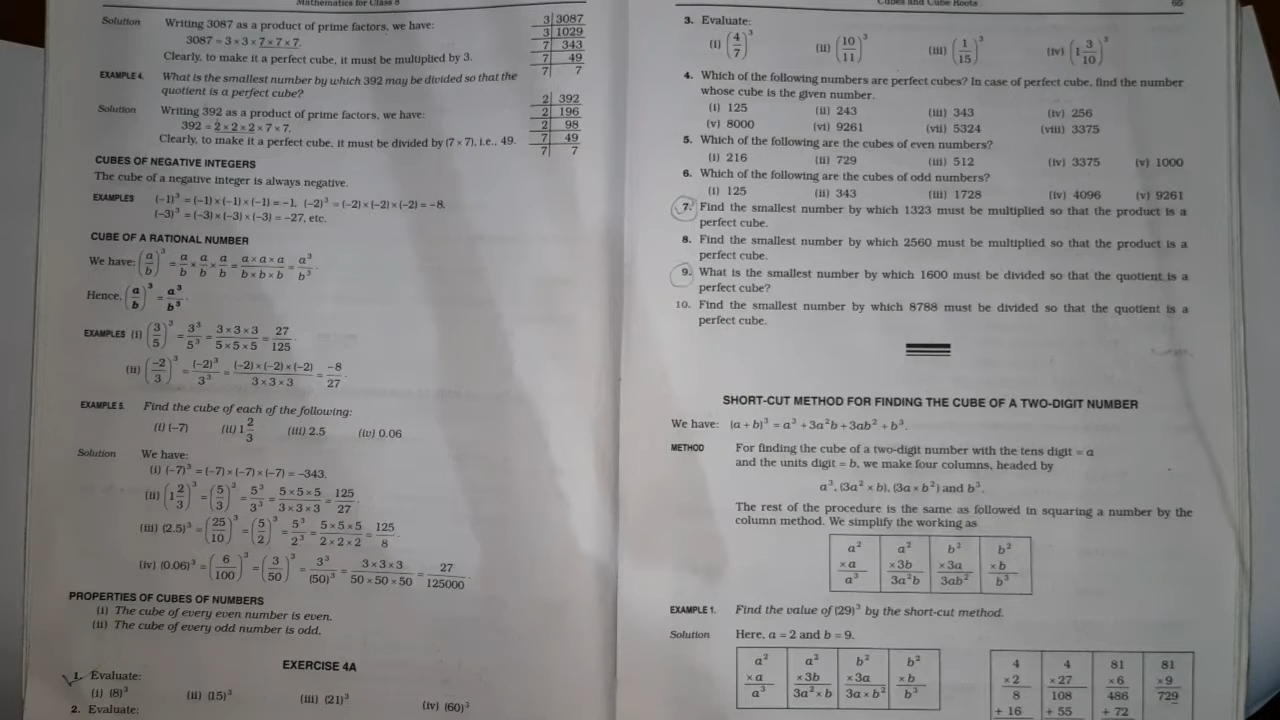 Mathematics for Class 8
Solution Writing 3087 as a product of prime factors, we have:
3087 = 3 × 3 × 7 × 7 × 7.
Clearly, to make it a perfect cube, it must be multiplied by 3.
3 | 3087
3 | 1029
7 | 343
7 | 49
7 | 7
EXAMPLE 4. What is the smallest number by which 392 may be divided so that the
quotient is a perfect cube?
Solution Writing 392 as a product of prime factors, we have:
392 = 2 × 2 × 2 × 7 × 7.
Clearly, to make it a perfect cube, it must be divided by (7 × 7), i.e., 49.
2 | 392
2 | 196
2 | 98
7 | 49
7 | 7
CUBES OF NEGATIVE INTEGERS
The cube of a negative integer is always negative.
EXAMPLES (−1)³ = (−1) × (−1) × (−1) = −1, (−2)³ = (−2) × (−2) × (−2) = −8,
(−3)³ = (−3) × (−3) × (−3) = −27, etc.
CUBE OF A RATIONAL NUMBER
We have: (a/b)³ = a/b × a/b × a/b = (a × a × a)/(b × b × b) = a³/b³.
Hence, (a/b)³ = a³/b³.
EXAMPLES (i) (3/5)³ = 3³/5³ = (3 × 3 × 3)/(5 × 5 × 5) = 27/125.
(ii) (−2/3)³ = (−2)³/3³ = ((−2) × (−2) × (−2))/(3 × 3 × 3) = −8/27.
EXAMPLE 5. Find the cube of each of the following:
(i) (−7) (ii) 1 2/3 (iii) 2.5 (iv) 0.06
Solution We have:
(i) (−7)³ = (−7) × (−7) × (−7) = −343.
(ii) (1 2/3)³ = (5/3)³ = 5³/3³ = (5 × 5 × 5)/(3 × 3 × 3) = 125/27.
(iii) (2.5)³ = (25/10)³ = (5/2)³ = 5³/2³ = (5 × 5 × 5)/(2 × 2 × 2) = 125/8.
(iv) (0.06)³ = (6/100)³ = (3/50)³ = 3³/(50)³ = (3 × 3 × 3)/(50 × 50 × 50) = 27/125000.
PROPERTIES OF CUBES OF NUMBERS
(i) The cube of every even number is even.
(ii) The cube of every odd number is odd.
EXERCISE 4A
1. Evaluate:
(i) (8)³ (ii) (15)³ (iii) (21)³ (iv) (60)³
2. Evaluate:
Cubes and Cube Roots
3. Evaluate:
(i) (4/7)³ (ii) (10/11)³ (iii) (1/15)³ (iv) (1 3/10)³
4. Which of the following numbers are perfect cubes? In case of perfect cube, find the number
whose cube is the given number.
(i) 125 (ii) 243 (iii) 343 (iv) 256
(v) 8000 (vi) 9261 (vii) 5324 (viii) 3375
5. Which of the following are the cubes of even numbers?
(i) 216 (ii) 729 (iii) 512 (iv) 3375 (v) 1000
6. Which of the following are the cubes of odd numbers?
(i) 125 (ii) 343 (iii) 1728 (iv) 4096 (v) 9261
7. Find the smallest number by which 1323 must be multiplied so that the product is a
perfect cube.
8. Find the smallest number by which 2560 must be multiplied so that the product is a
perfect cube.
9. What is the smallest number by which 1600 must be divided so that the quotient is a
perfect cube?
10. Find the smallest number by which 8788 must be divided so that the quotient is a
perfect cube.
SHORT-CUT METHOD FOR FINDING THE CUBE OF A TWO-DIGIT NUMBER
We have: (a + b)³ = a³ + 3a²b + 3ab² + b³.
METHOD For finding the cube of a two-digit number with the tens digit = a
and the units digit = b, we make four columns, headed by
a³, (3a² × b), (3a × b²) and b³.
The rest of the procedure is the same as followed in squaring a number by the
column method. We simplify the working as
a² a² b² b²
×a ×3b ×3a ×b
a³ 3a²b 3ab² b³
EXAMPLE 1. Find the value of (29)³ by the short-cut method.
Solution Here, a = 2 and b = 9.
a² a² b² b²
×a ×3b ×3a ×b
a³ 3a² × b 3a × b² b³
4 4 81 81
×2 ×27 ×6 ×9
8 108 486 729
+ 16 + 55 + 72